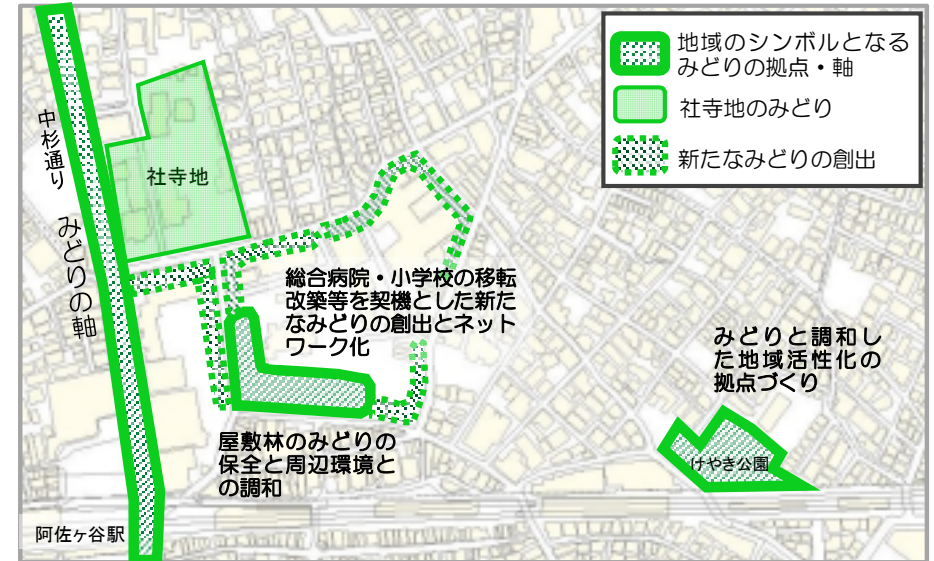 地域のシンボルとなる
みどりの拠点・軸
社寺地のみどり
新たなみどりの創出
中杉通り
みどりの軸
社寺地
総合病院・小学校の移転
改築等を契機とした新た
なみどりの創出とネット
ワーク化
みどりと調和し
た地域活性化の
拠点づくり
けやき公園
屋敷林のみどりの
保全と周辺環境と
の調和
阿佐ヶ谷駅